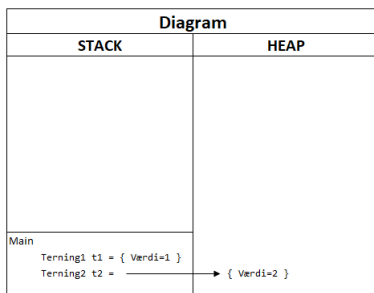 Diagram
STACK HEAP
Main
Terning1 t1 = { Værdi=1 }
Terning2 t2 = { Værdi=2 }